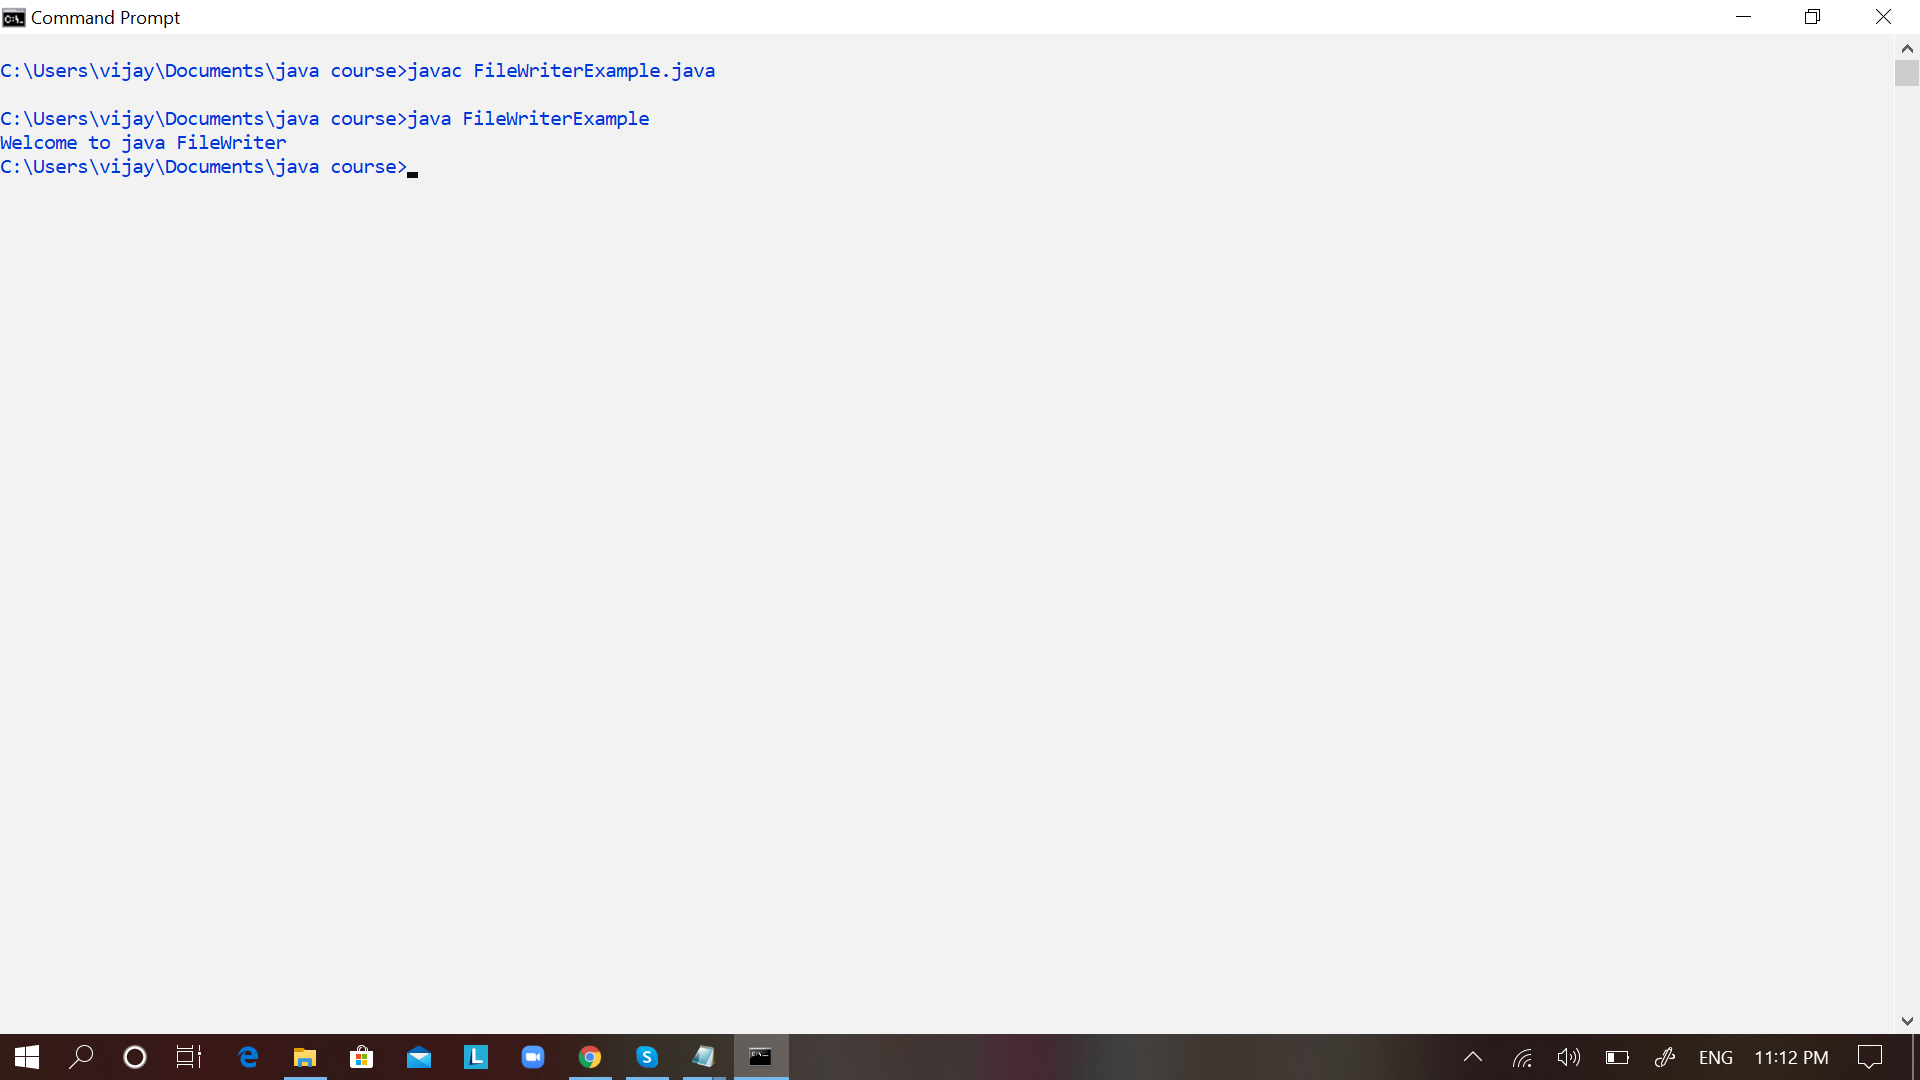 Command Prompt
C:\Users\vijay\Documents\java course>javac FileWriterExample.java
C:\Users\vijay\Documents\java course>java FileWriterExample
Welcome to java FileWriter
C:\Users\vijay\Documents\java course>
ENG 11:12 PM